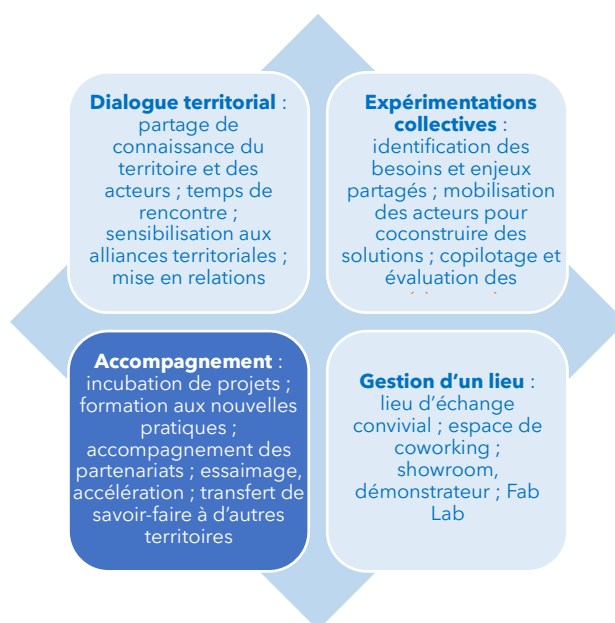 Dialogue territorial :
partage de
connaissance du
territoire et des
acteurs ; temps de
rencontre ;
sensibilisation aux
alliances territoriales ;
mise en relations
Expérimentations
collectives :
identification des
besoins et enjeux
partagés ; mobilisation
des acteurs pour
coconstruire des
solutions ; copilotage et
évaluation des
Accompagnement :
incubation de projets ;
formation aux nouvelles
pratiques ;
accompagnement des
partenariats ; essaimage,
accélération ; transfert de
savoir-faire à d'autres
territoires
Gestion d'un lieu :
lieu d'échange
convivial ; espace de
coworking ;
showroom,
démonstrateur ; Fab
Lab